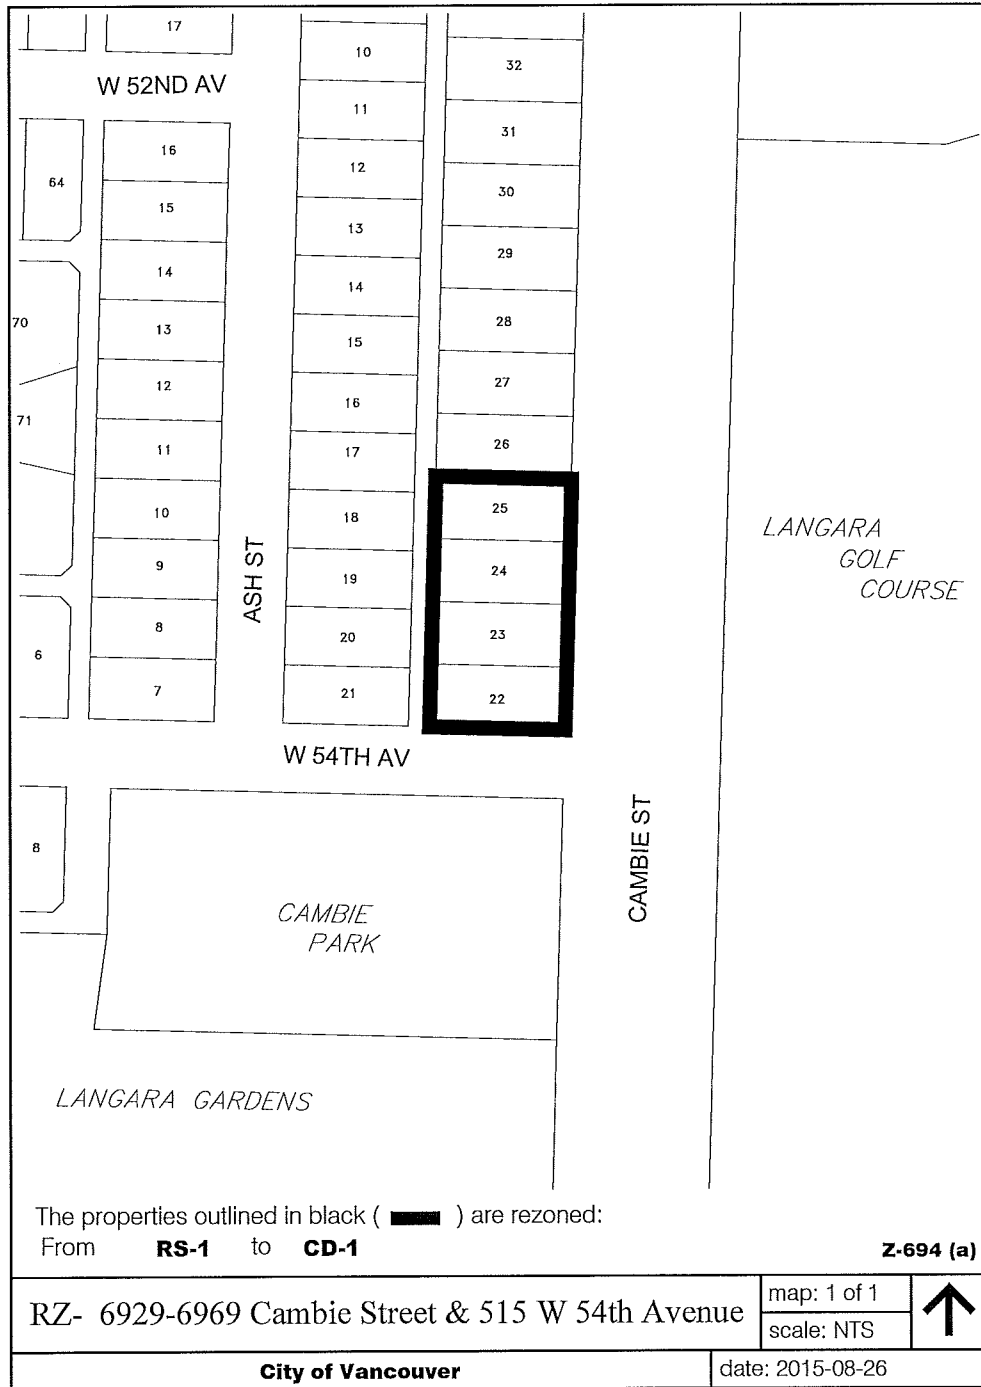 17
10
32
W 52ND AV
11
31
16
12
64
30
15
13
29
14
14
70
13
28
15
12
27
16
71
11
17
26
10
18
25
LANGARA
GOLF
COURSE
ASH ST
9
19
24
8
20
23
6
7
21
22
W 54TH AV
CAMBIE ST
8
CAMBIE
PARK
LANGARA GARDENS
The properties outlined in black ( ) are rezoned:
From RS-1 to CD-1
Z-694 (a)
RZ- 6929-6969 Cambie Street & 515 W 54th Avenue
map: 1 of 1
scale: NTS
City of Vancouver
date: 2015-08-26